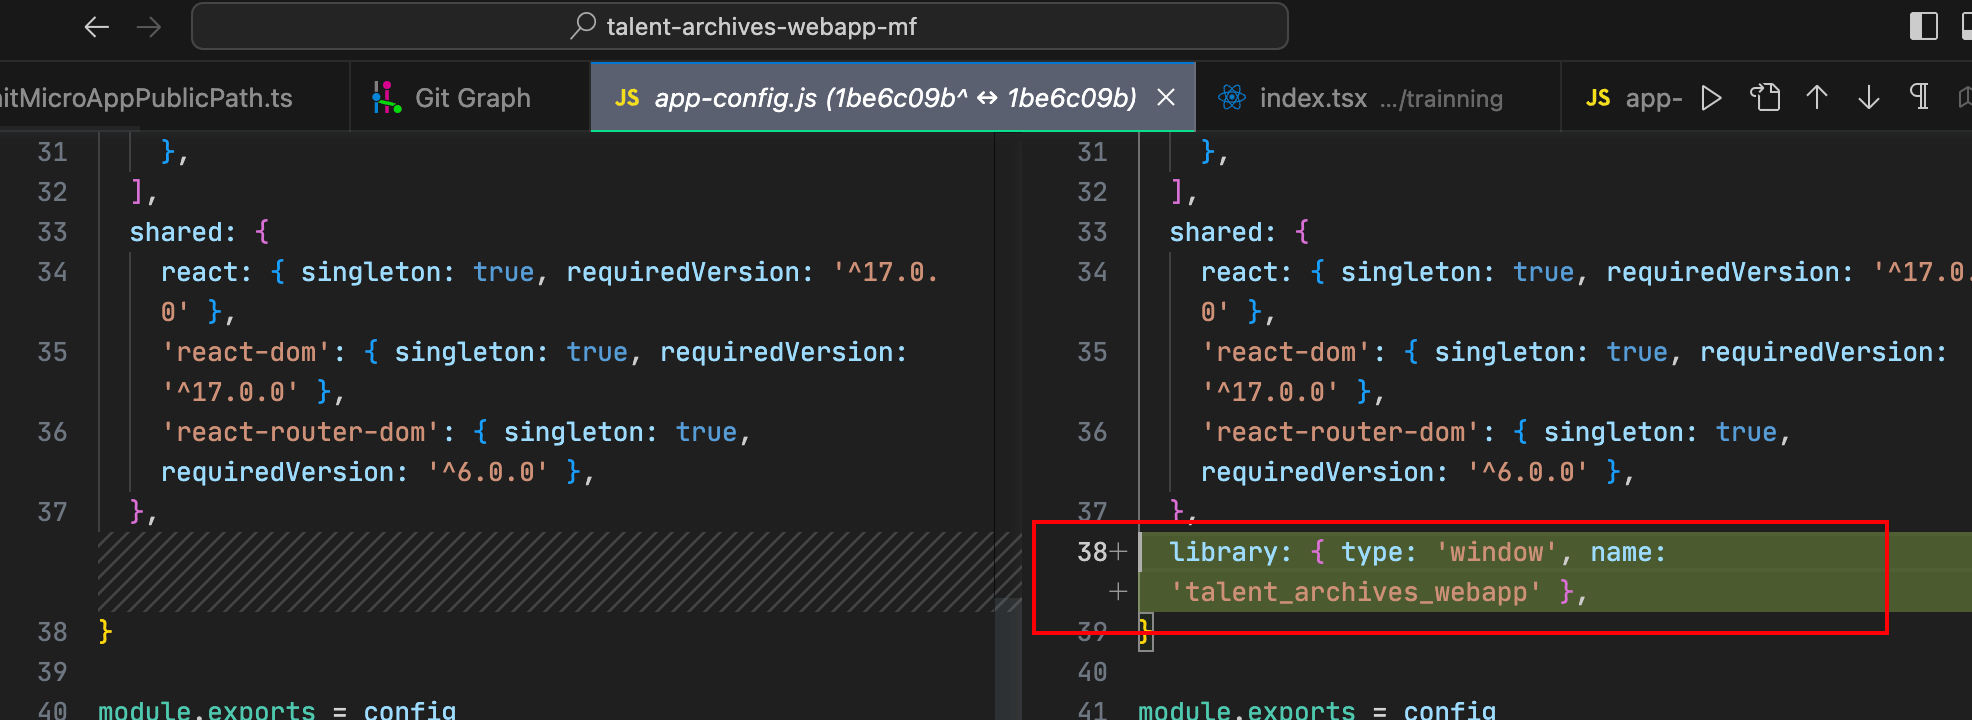 talent-archives-webapp-mf
itMicroAppPublicPath.ts
Git Graph
JS app-config.js (1be6c09b^ ↔ 1be6c09b)
index.tsx .../trainning
JS app-
31 },
32 ],
33 shared: {
34 react: { singleton: true, requiredVersion: '^17.0.
0' },
35 'react-dom': { singleton: true, requiredVersion:
'^17.0.0' },
36 'react-router-dom': { singleton: true,
requiredVersion: '^6.0.0' },
37 },
38 }
39
40 module.exports = config
31 },
32 ],
33 shared: {
34 react: { singleton: true, requiredVersion: '^17.0.
0' },
35 'react-dom': { singleton: true, requiredVersion:
'^17.0.0' },
36 'react-router-dom': { singleton: true,
requiredVersion: '^6.0.0' },
37 },
38+ library: { type: 'window', name:
+ 'talent_archives_webapp' },
39 }
40
41 module.exports = config